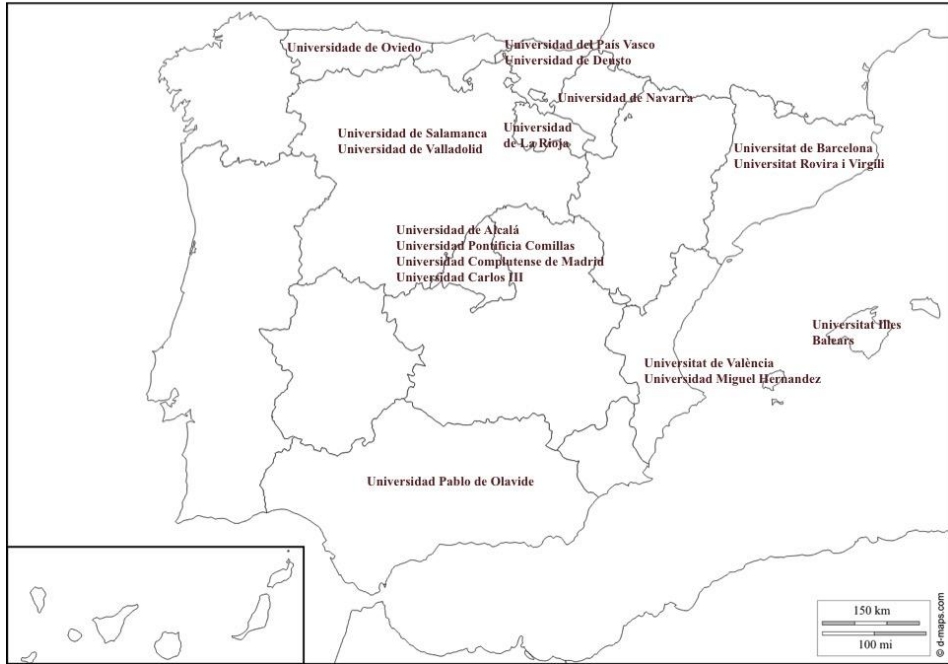 Universidade de Oviedo
Universidad del País Vasco
Universidad de Deusto
Universidad de Navarra
Universidad de Salamanca
Universidad de Valladolid
Universidad
de La Rioja
Universitat de Barcelona
Universitat Rovira i Virgili
Universidad de Alcalá
Universidad Pontificia Comillas
Universidad Complutense de Madrid
Universidad Carlos III
Universitat Illes
Balears
Universitat de València
Universidad Miguel Hernandez
Universidad Pablo de Olavide
150 km
100 mi
© d-maps.com